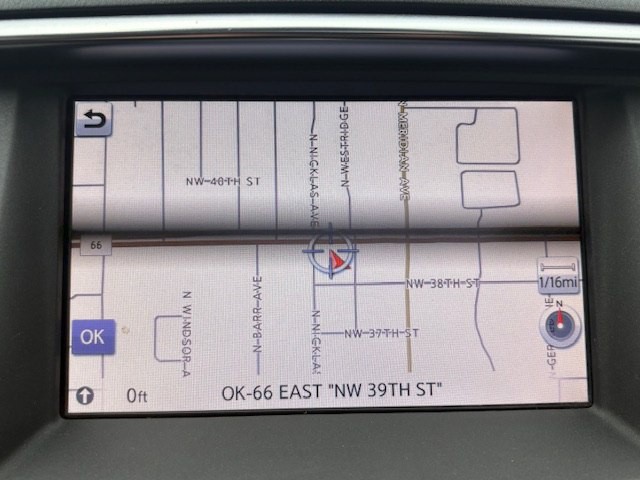 N-NICKLAS-AVE
N-WESTRIDGE-
N-MERIDIAN-AVE
NW-40TH ST
66
1/16mi
NW-38TH-ST
N WINDSOR-A
N-BARR-AVE
N-NICKLA
NW-37TH-ST
N
OK
0ft
OK-66 EAST "NW 39TH ST"